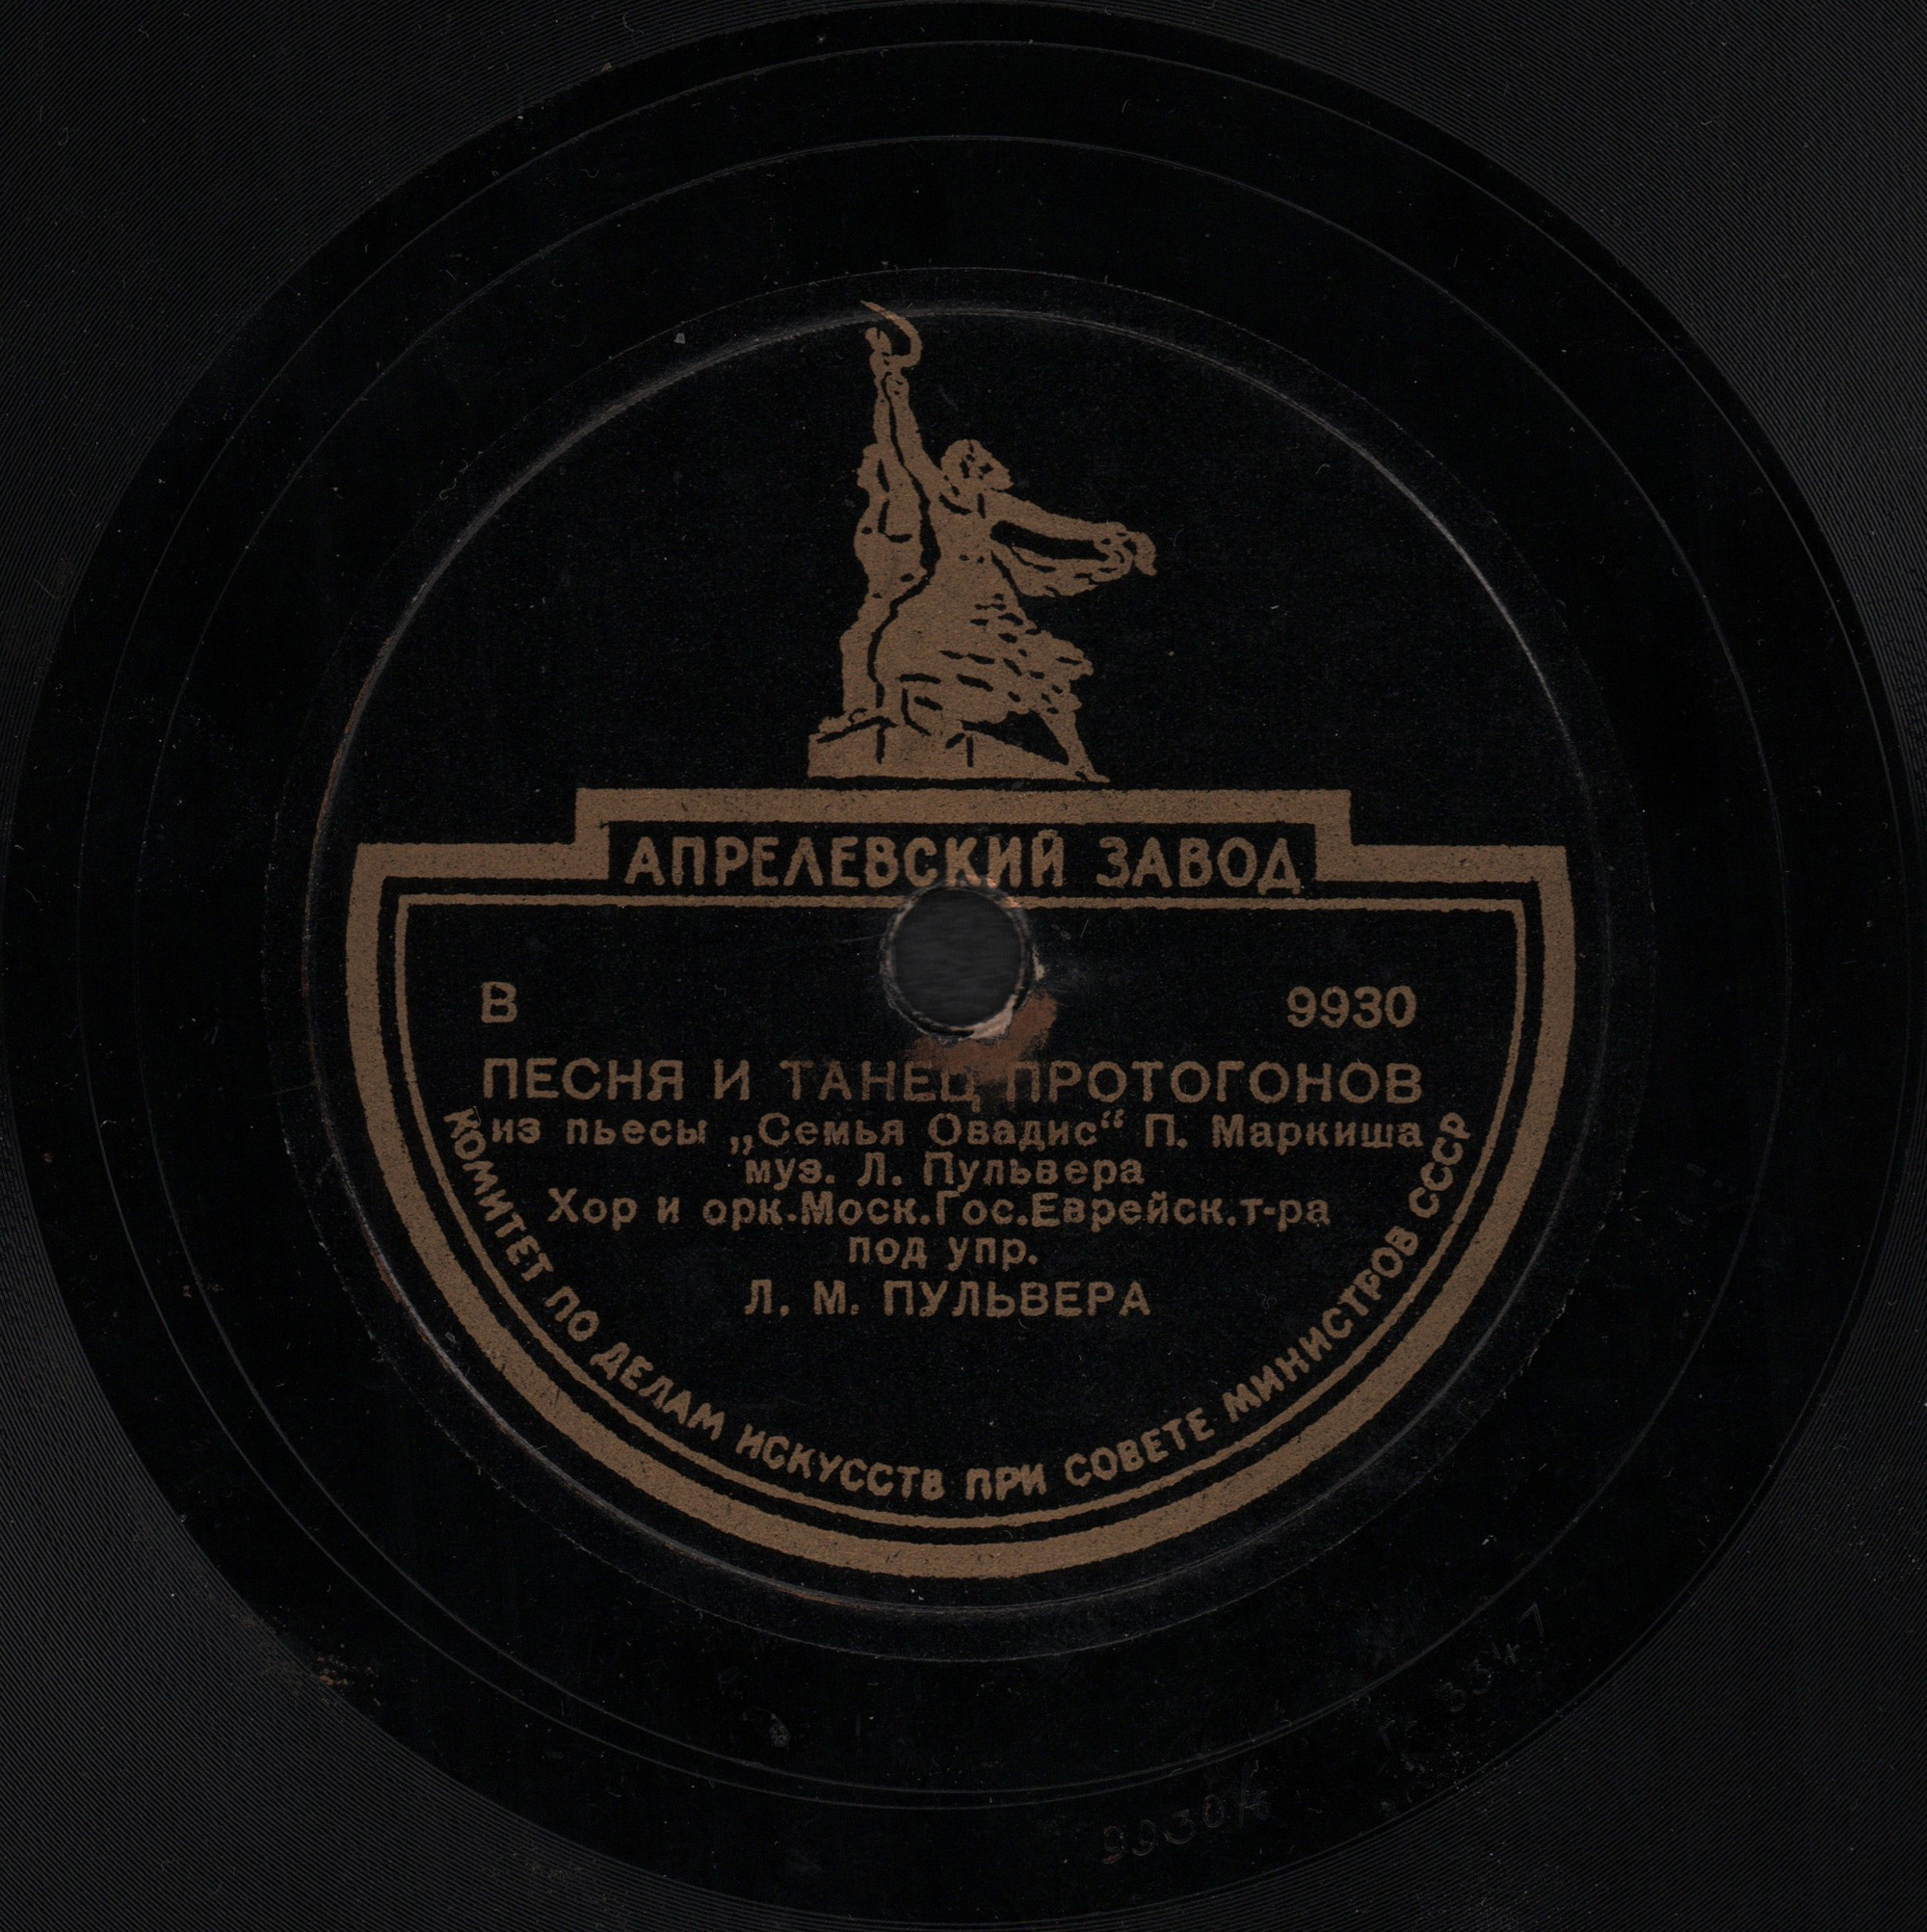 АПРЕЛЕВСКИЙ ЗАВОД
В 9930
ПЕСНЯ И ТАНЕЦ ПРОТОГОНОВ
из пьесы „Семья Овадис“ П. Маркиша
муз. Л. Пульвера
Хор и орк.Моск.Гос.Еврейск.т-ра
под упр.
Л. М. ПУЛЬВЕРА
КОМИТЕТ ПО ДЕЛАМ ИСКУССТВ ПРИ СОВЕТЕ МИНИСТРОВ СССР
3347